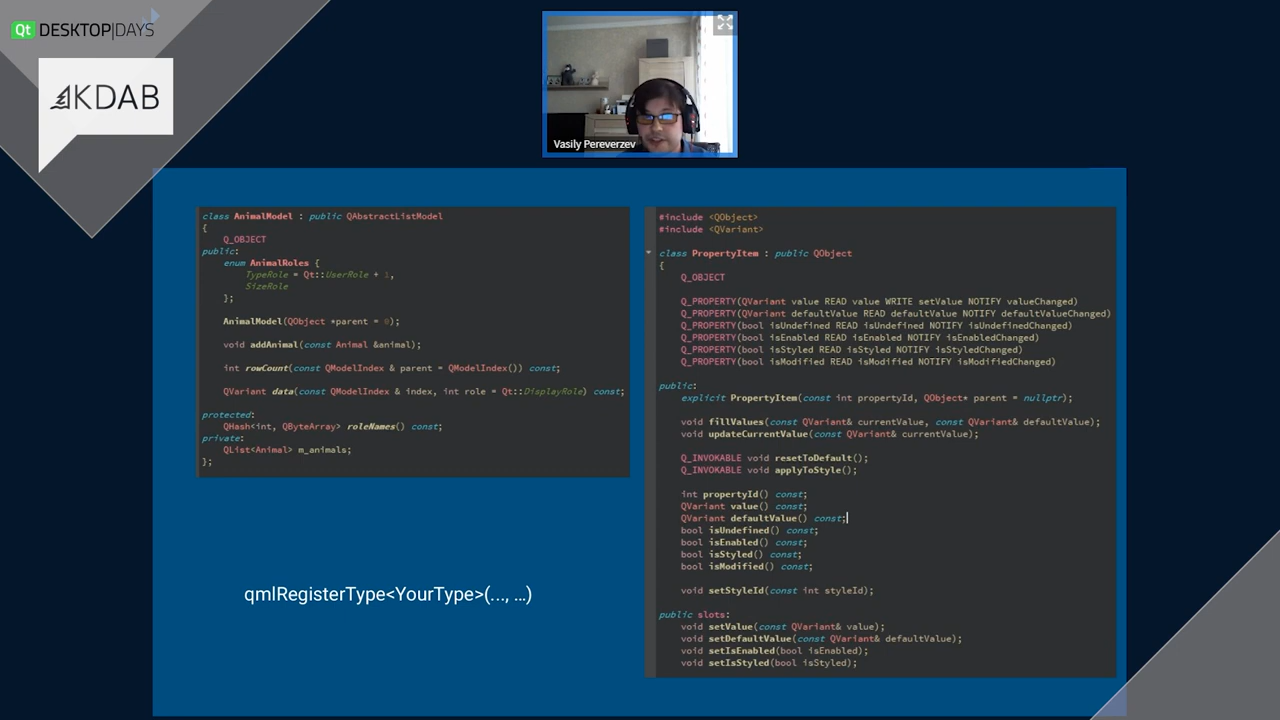 Qt DESKTOP|DAYS
KDAB
Vasily Pereverzev
class AnimalModel : public QAbstractListModel
{
Q_OBJECT
public:
enum AnimalRoles {
TypeRole = Qt::UserRole + 1,
SizeRole
};
AnimalModel(QObject *parent = 0);
void addAnimal(const Animal &animal);
int rowCount(const QModelIndex & parent = QModelIndex()) const;
QVariant data(const QModelIndex & index, int role = Qt::DisplayRole) const;
protected:
QHash<int, QByteArray> roleNames() const;
private:
QList<Animal> m_animals;
};
qmlRegisterType<YourType>(..., …)
#include <QObject>
#include <QVariant>
class PropertyItem : public QObject
{
Q_OBJECT
Q_PROPERTY(QVariant value READ value WRITE setValue NOTIFY valueChanged)
Q_PROPERTY(QVariant defaultValue READ defaultValue NOTIFY defaultValueChanged)
Q_PROPERTY(bool isUndefined READ isUndefined NOTIFY isUndefinedChanged)
Q_PROPERTY(bool isEnabled READ isEnabled NOTIFY isEnabledChanged)
Q_PROPERTY(bool isStyled READ isStyled NOTIFY isStyledChanged)
Q_PROPERTY(bool isModified READ isModified NOTIFY isModifiedChanged)
public:
explicit PropertyItem(const int propertyId, QObject* parent = nullptr);
void fillValues(const QVariant& currentValue, const QVariant& defaultValue);
void updateCurrentValue(const QVariant& currentValue);
Q_INVOKABLE void resetToDefault();
Q_INVOKABLE void applyToStyle();
int propertyId() const;
QVariant value() const;
QVariant defaultValue() const;
bool isUndefined() const;
bool isEnabled() const;
bool isStyled() const;
bool isModified() const;
void setStyleId(const int styleId);
public slots:
void setValue(const QVariant& value);
void setDefaultValue(const QVariant& defaultValue);
void setIsEnabled(bool isEnabled);
void setIsStyled(bool isStyled);